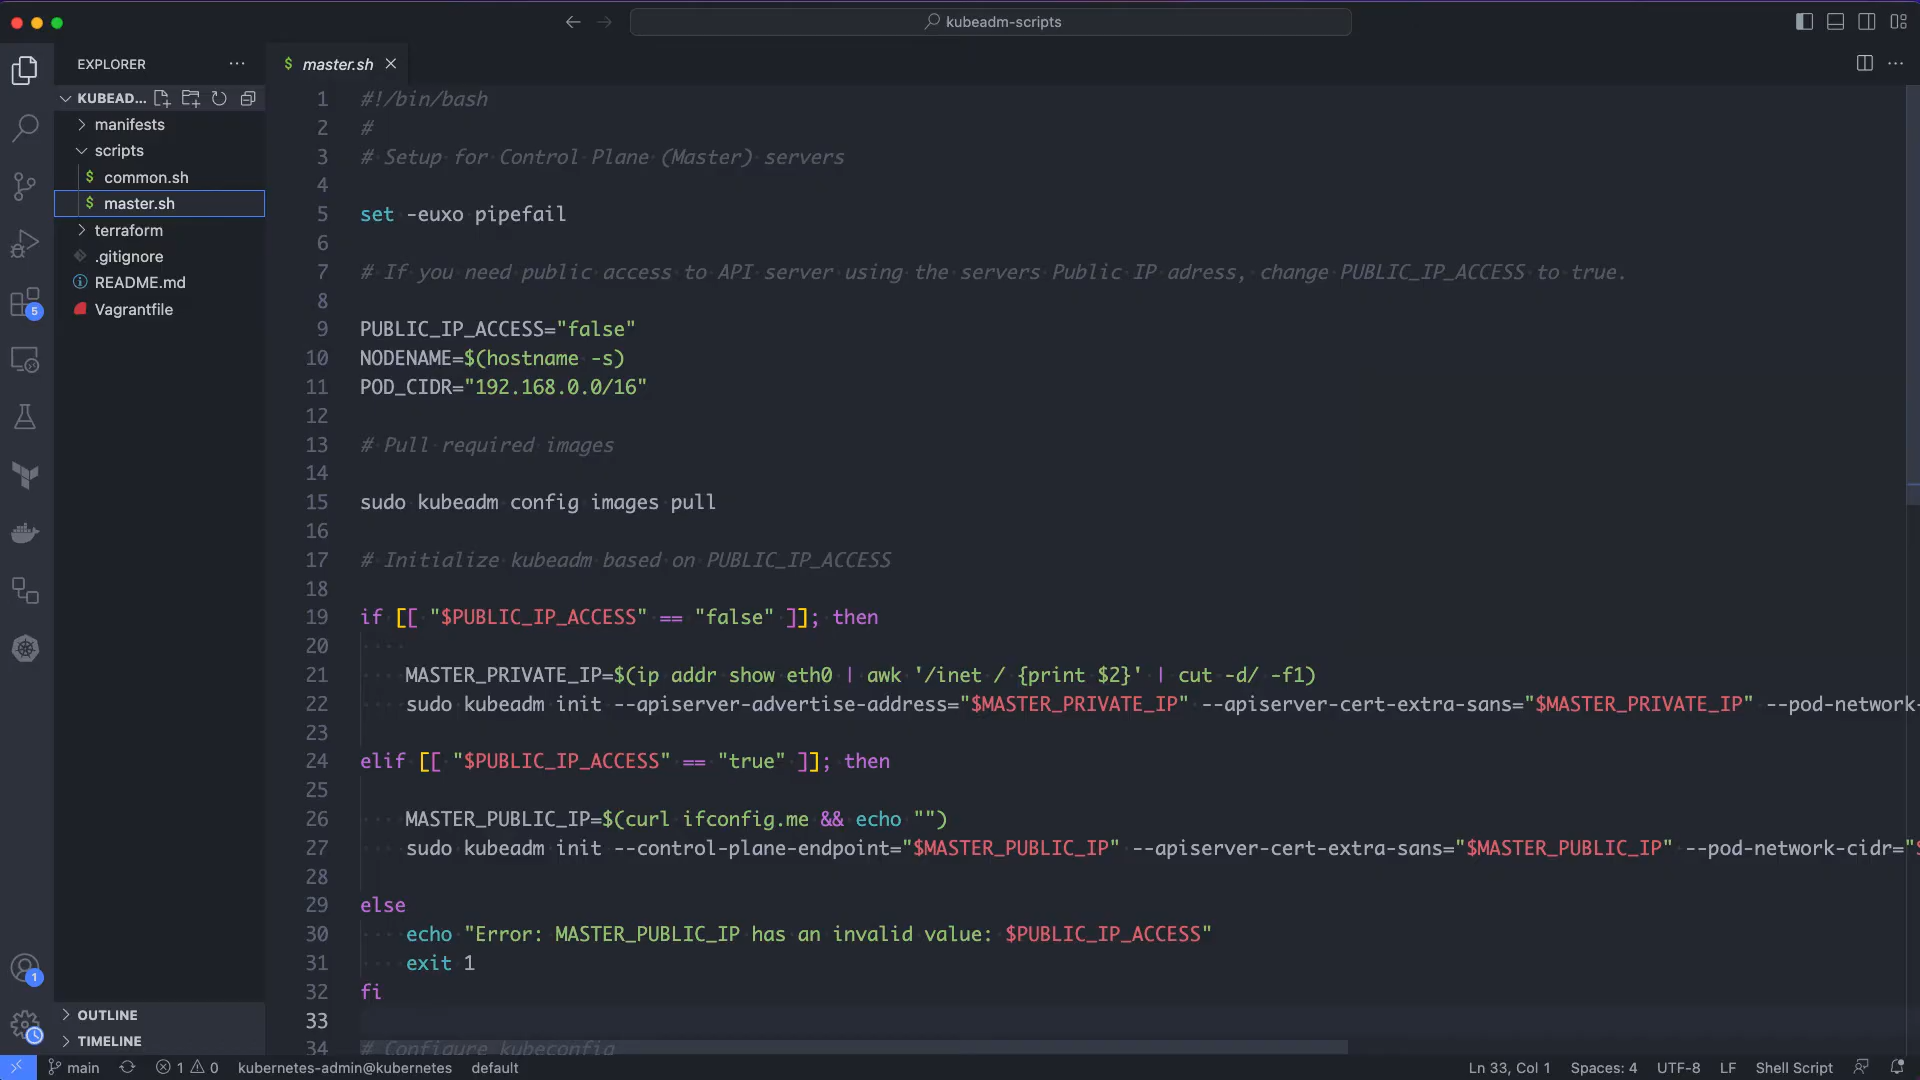 kubeadm-scripts
EXPLORER
master.sh
KUBEAD...
manifests
scripts
common.sh
master.sh
terraform
.gitignore
README.md
Vagrantfile
1 #!/bin/bash
2 #
3 # Setup for Control Plane (Master) servers
4
5 set -euxo pipefail
6
7 # If you need public access to API server using the servers Public IP adress, change PUBLIC_IP_ACCESS to true.
8
9 PUBLIC_IP_ACCESS="false"
10 NODENAME=$(hostname -s)
11 POD_CIDR="192.168.0.0/16"
12
13 # Pull required images
14
15 sudo kubeadm config images pull
16
17 # Initialize kubeadm based on PUBLIC_IP_ACCESS
18
19 if [[ "$PUBLIC_IP_ACCESS" == "false" ]]; then
20
21 MASTER_PRIVATE_IP=$(ip addr show eth0 | awk '/inet / {print $2}' | cut -d/ -f1)
22 sudo kubeadm init --apiserver-advertise-address="$MASTER_PRIVATE_IP" --apiserver-cert-extra-sans="$MASTER_PRIVATE_IP" --pod-network-
23
24 elif [[ "$PUBLIC_IP_ACCESS" == "true" ]]; then
25
26 MASTER_PUBLIC_IP=$(curl ifconfig.me && echo "")
27 sudo kubeadm init --control-plane-endpoint="$MASTER_PUBLIC_IP" --apiserver-cert-extra-sans="$MASTER_PUBLIC_IP" --pod-network-cidr="$
28
29 else
30 echo "Error: MASTER_PUBLIC_IP has an invalid value: $PUBLIC_IP_ACCESS"
31 exit 1
32 fi
33
34 # Configure kubeconfig
5
1
OUTLINE
TIMELINE
main 1 0 kubernetes-admin@kubernetes default Ln 33, Col 1 Spaces: 4 UTF-8 LF Shell Script